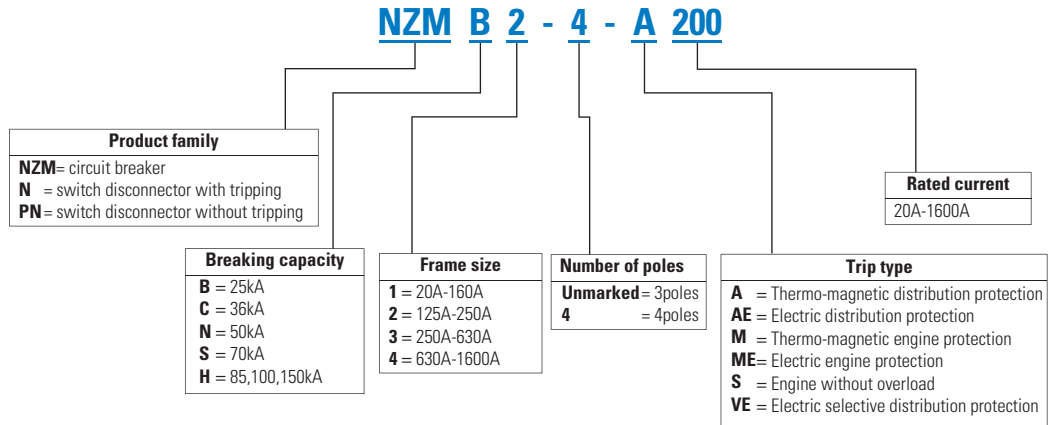 NZM B 2 - 4 - A 200
Product family
NZM= circuit breaker
N = switch disconnector with tripping
PN= switch disconnector without tripping
Rated current
20A-1600A
Breaking capacity
B = 25kA
C = 36kA
N = 50kA
S = 70kA
H = 85,100,150kA
Frame size
1 = 20A-160A
2 = 125A-250A
3 = 250A-630A
4 = 630A-1600A
Number of poles
Unmarked= 3poles
4 = 4poles
Trip type
A = Thermo-magnetic distribution protection
AE = Electric distribution protection
M = Thermo-magnetic engine protection
ME= Electric engine protection
S = Engine without overload
VE = Electric selective distribution protection